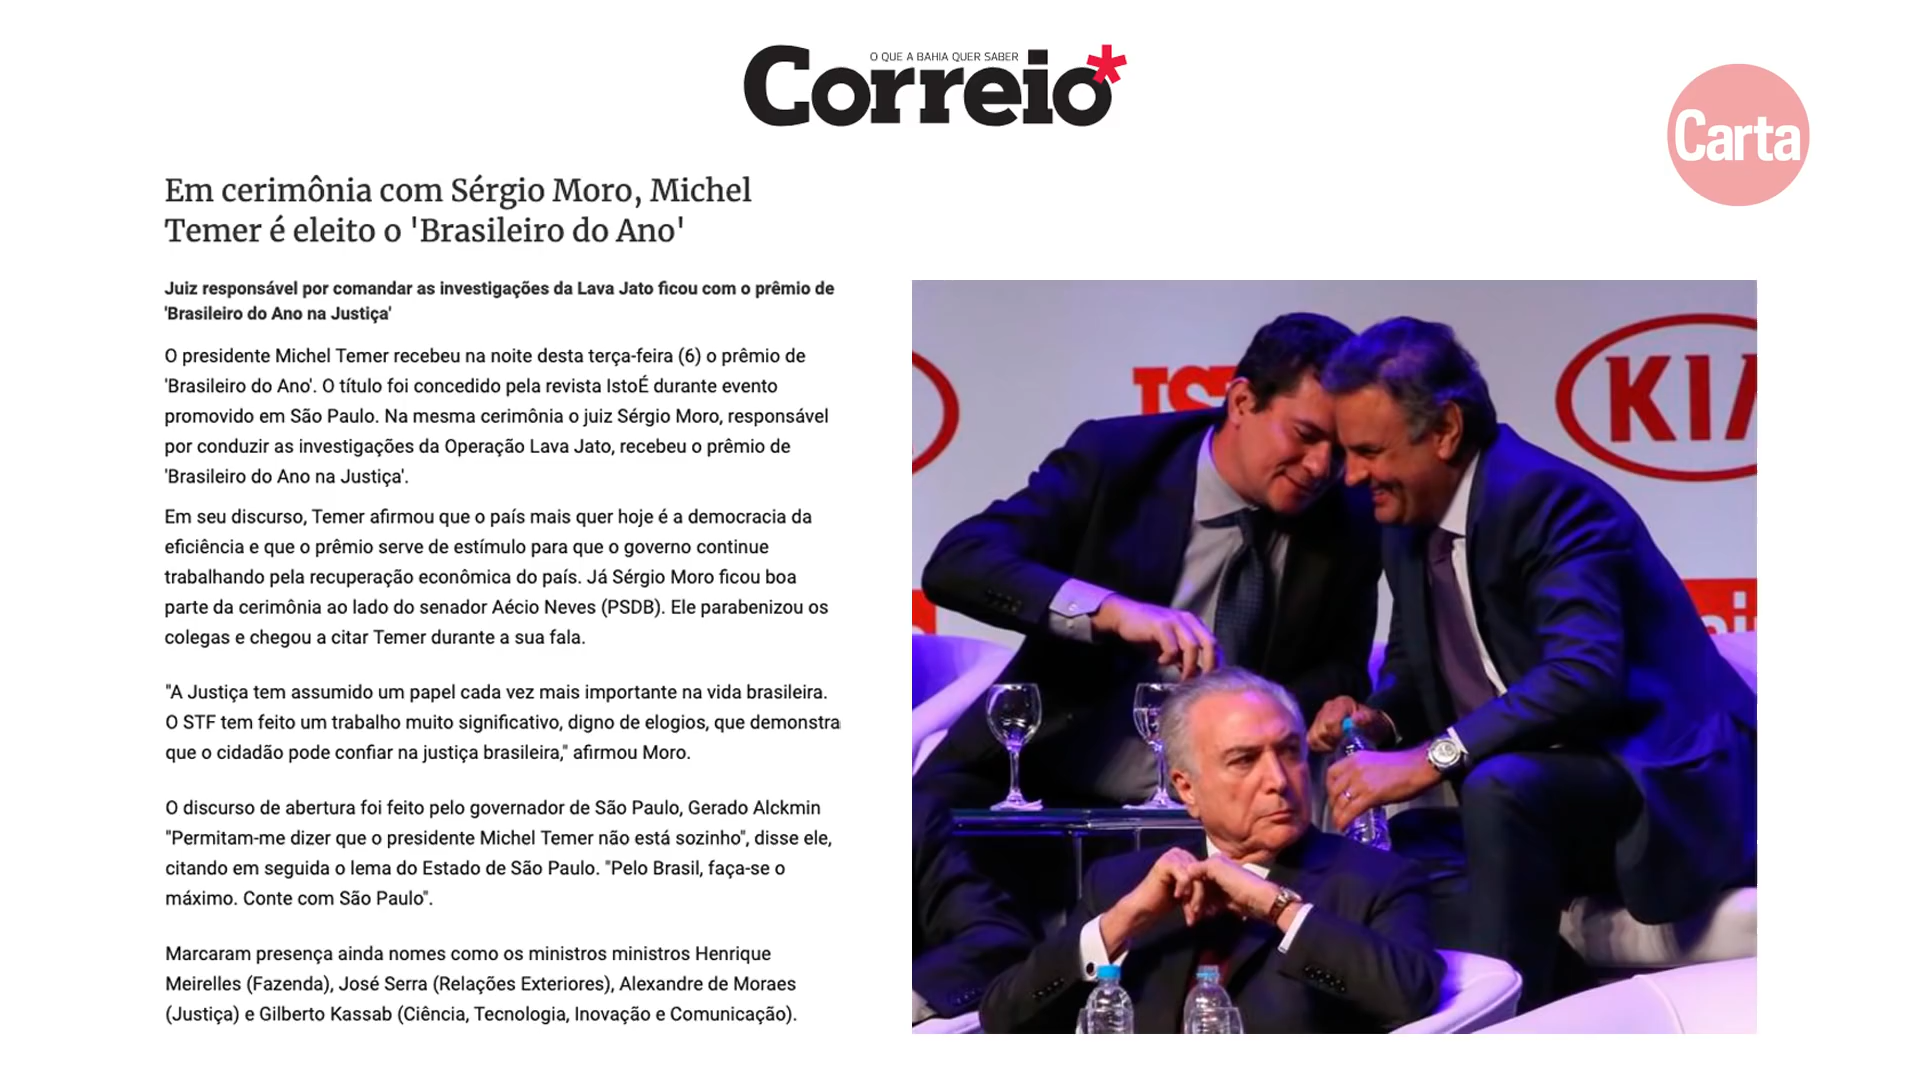 O QUE A BAHIA QUER SABER
Correio*
Carta
Em cerimônia com Sérgio Moro, Michel
Temer é eleito o 'Brasileiro do Ano'
Juiz responsável por comandar as investigações da Lava Jato ficou com o prêmio de
'Brasileiro do Ano na Justiça'
O presidente Michel Temer recebeu na noite desta terça-feira (6) o prêmio de
'Brasileiro do Ano'. O título foi concedido pela revista IstoÉ durante evento
promovido em São Paulo. Na mesma cerimônia o juiz Sérgio Moro, responsável
por conduzir as investigações da Operação Lava Jato, recebeu o prêmio de
'Brasileiro do Ano na Justiça'.
Em seu discurso, Temer afirmou que o país mais quer hoje é a democracia da
eficiência e que o prêmio serve de estímulo para que o governo continue
trabalhando pela recuperação econômica do país. Já Sérgio Moro ficou boa
parte da cerimônia ao lado do senador Aécio Neves (PSDB). Ele parabenizou os
colegas e chegou a citar Temer durante a sua fala.
"A Justiça tem assumido um papel cada vez mais importante na vida brasileira.
O STF tem feito um trabalho muito significativo, digno de elogios, que demonstra
que o cidadão pode confiar na justiça brasileira," afirmou Moro.
O discurso de abertura foi feito pelo governador de São Paulo, Gerado Alckmin
"Permitam-me dizer que o presidente Michel Temer não está sozinho", disse ele,
citando em seguida o lema do Estado de São Paulo. "Pelo Brasil, faça-se o
máximo. Conte com São Paulo".
Marcaram presença ainda nomes como os ministros ministros Henrique
Meirelles (Fazenda), José Serra (Relações Exteriores), Alexandre de Moraes
(Justiça) e Gilberto Kassab (Ciência, Tecnologia, Inovação e Comunicação).
KIA